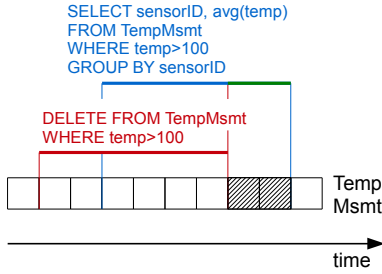 SELECT sensorID, avg(temp)
FROM TempMsmt
WHERE temp>100
GROUP BY sensorID
DELETE FROM TempMsmt
WHERE temp>100
Temp
Msmt
time